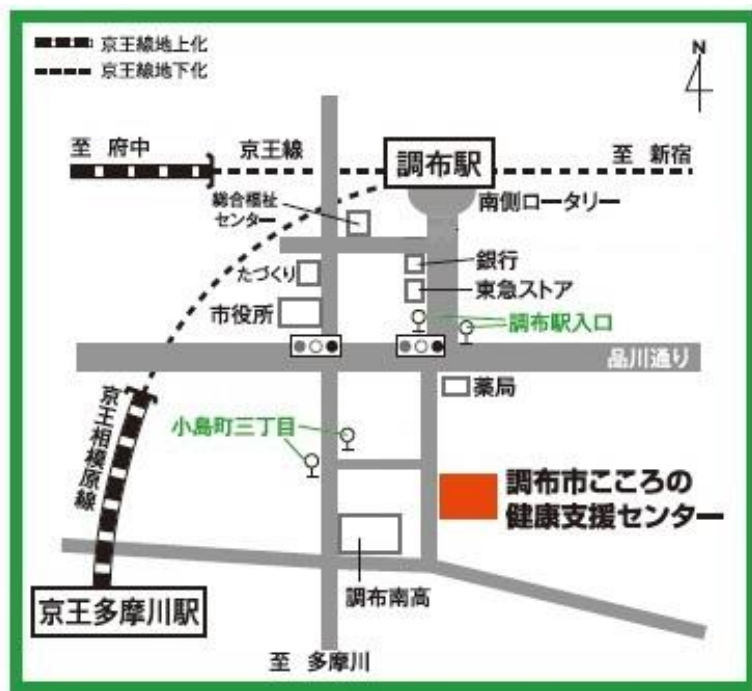 京王線地上化
京王線地下化
N
至 府中
京王線
調布駅
至 新宿
総合福祉
センター
南側ロータリー
たづくり
銀行
東急ストア
市役所
調布駅入口
品川通り
薬局
京王相模原線
小島町三丁目
調布市こころの
健康支援センター
調布南高
京王多摩川駅
至 多摩川